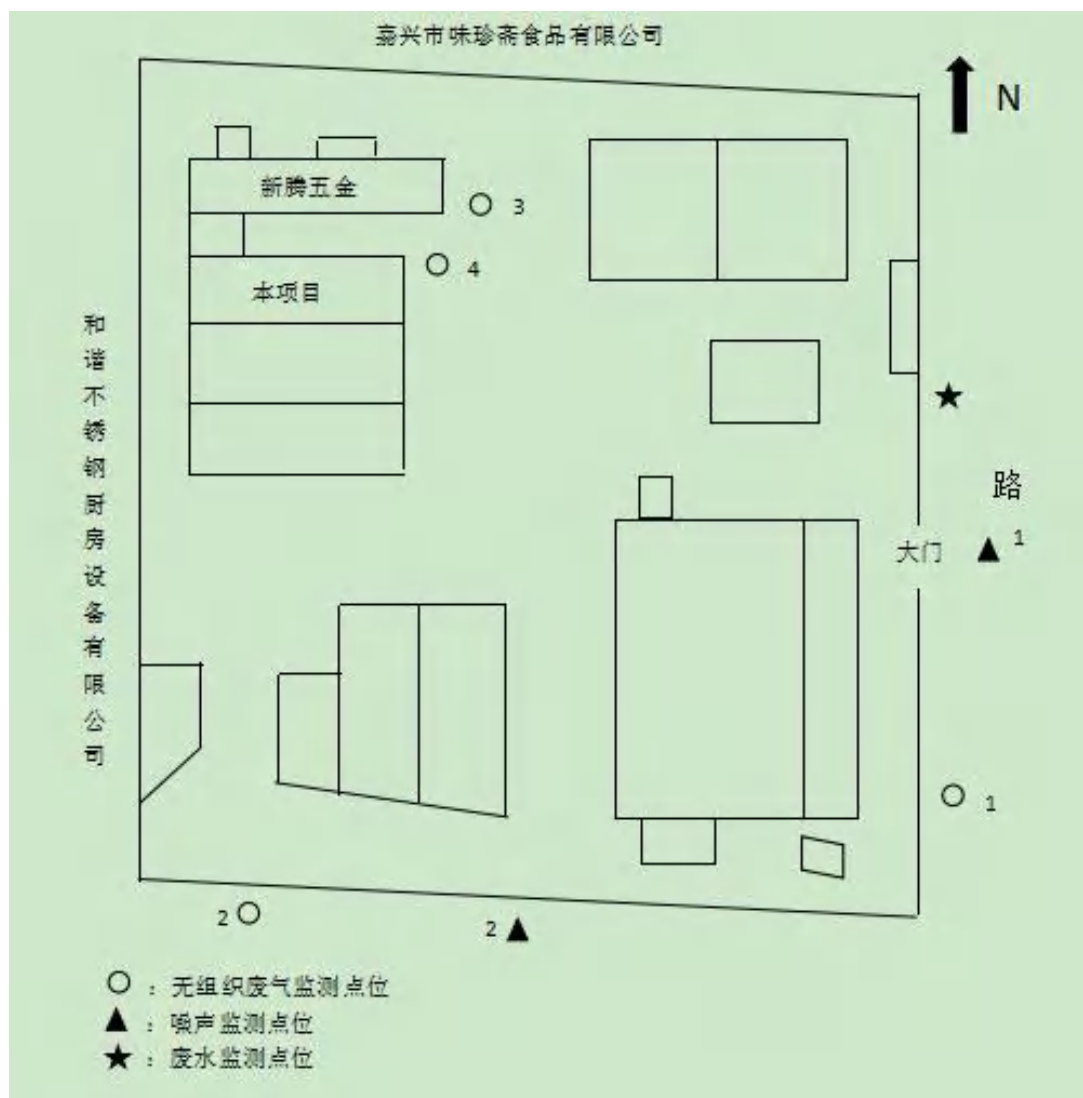 嘉兴市味珍斋食品有限公司
N
新腾五金
3
4
本项目
和谐不锈钢厨房设备有限公司
路
大门
1
1
2
2
：无组织废气监测点位
：噪声监测点位
：废水监测点位